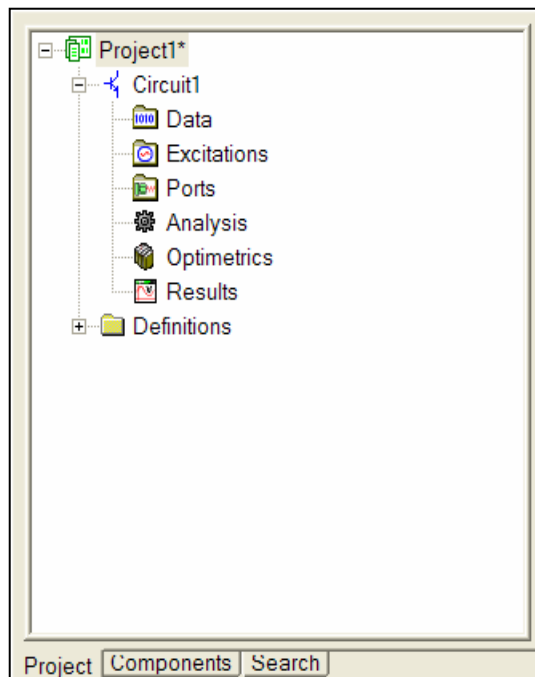 Project1*
Circuit1
Data
Excitations
Ports
Analysis
Optimetrics
Results
Definitions
Project Components Search